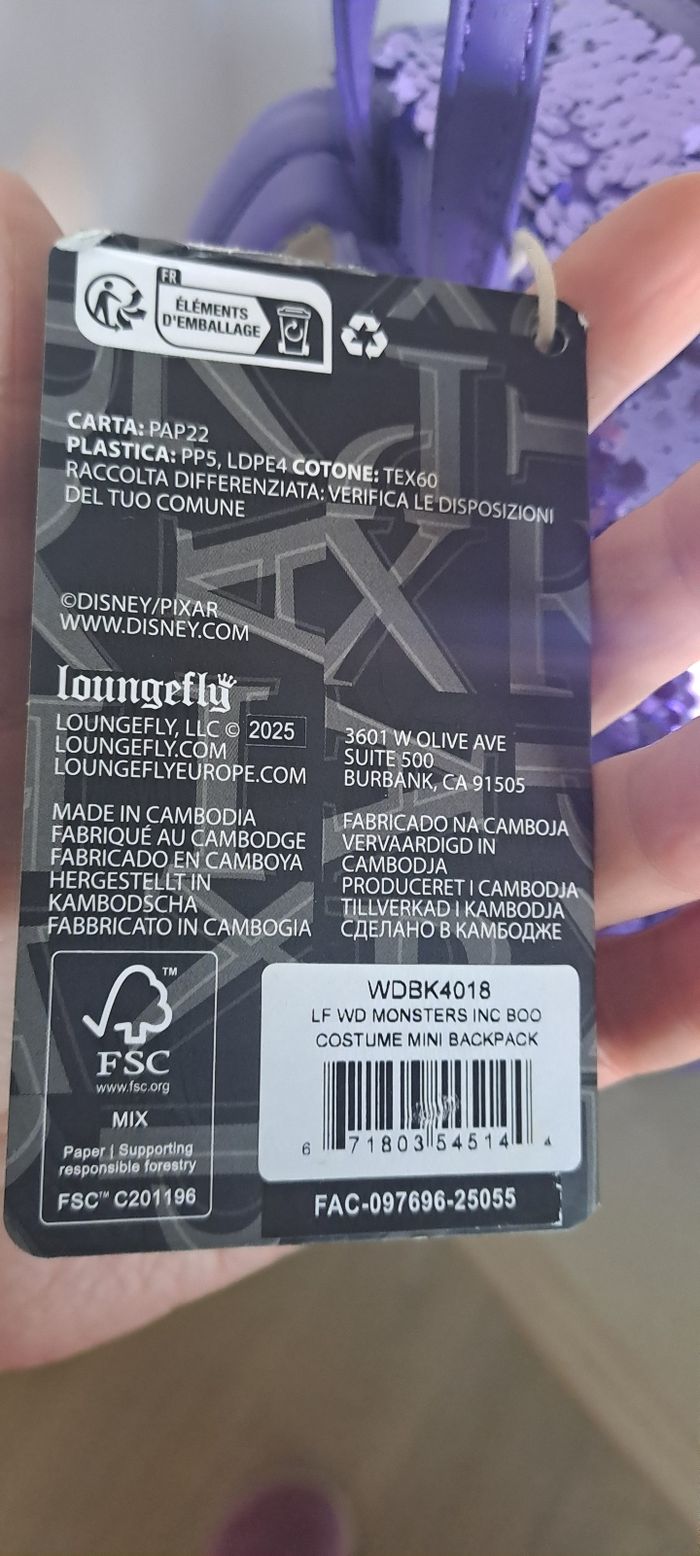 FR
ÉLÉMENTS
D'EMBALLAGE
CARTA: PAP22
PLASTICA: PP5, LDPE4 COTONE: TEX60
RACCOLTA DIFFERENZIATA: VERIFICA LE DISPOSIZIONI
DEL TUO COMUNE
©DISNEY/PIXAR
WWW.DISNEY.COM
loungefly
LOUNGEFLY, LLC © 2025
LOUNGEFLY.COM
LOUNGEFLYEUROPE.COM
3601 W OLIVE AVE
SUITE 500
BURBANK, CA 91505
MADE IN CAMBODIA
FABRIQUÉ AU CAMBODGE
FABRICADO EN CAMBOYA
HERGESTELLT IN
KAMBODSCHA
FABBRICATO IN CAMBOGIA
FABRICADO NA CAMBOJA
VERVAARDIGD IN
CAMBODJA
PRODUCERET I CAMBODJA
TILLVERKAD I KAMBODJA
СДЕЛАНО В КАМБОДЖЕ
™
FSC
www.fsc.org
MIX
Paper | Supporting
responsible forestry
FSC™ C201196
WDBK4018
LF WD MONSTERS INC BOO
COSTUME MINI BACKPACK
6 71803 54514 4
FAC-097696-25055